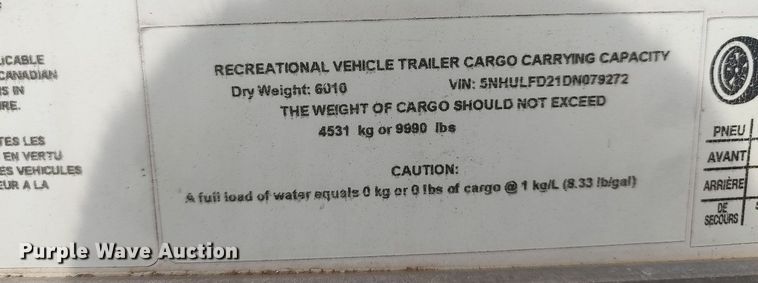 ICABLE
CANADIAN
S IN
RE.
TES LES
EN VERTU
ES VEHICULES
EUR A LA
RECREATIONAL VEHICLE TRAILER CARGO CARRYING CAPACITY
Dry Weight: 6010 VIN: 5NHULFD21DN079272
THE WEIGHT OF CARGO SHOULD NOT EXCEED
4531 kg or 9990 lbs
CAUTION:
A full load of water equals 0 kg or 0 lbs of cargo @ 1 kg/L (8.33 lb/gal)
PNEU
AVANT
ARRIÈRE
DE
SECOURS
Purple Wave Auction